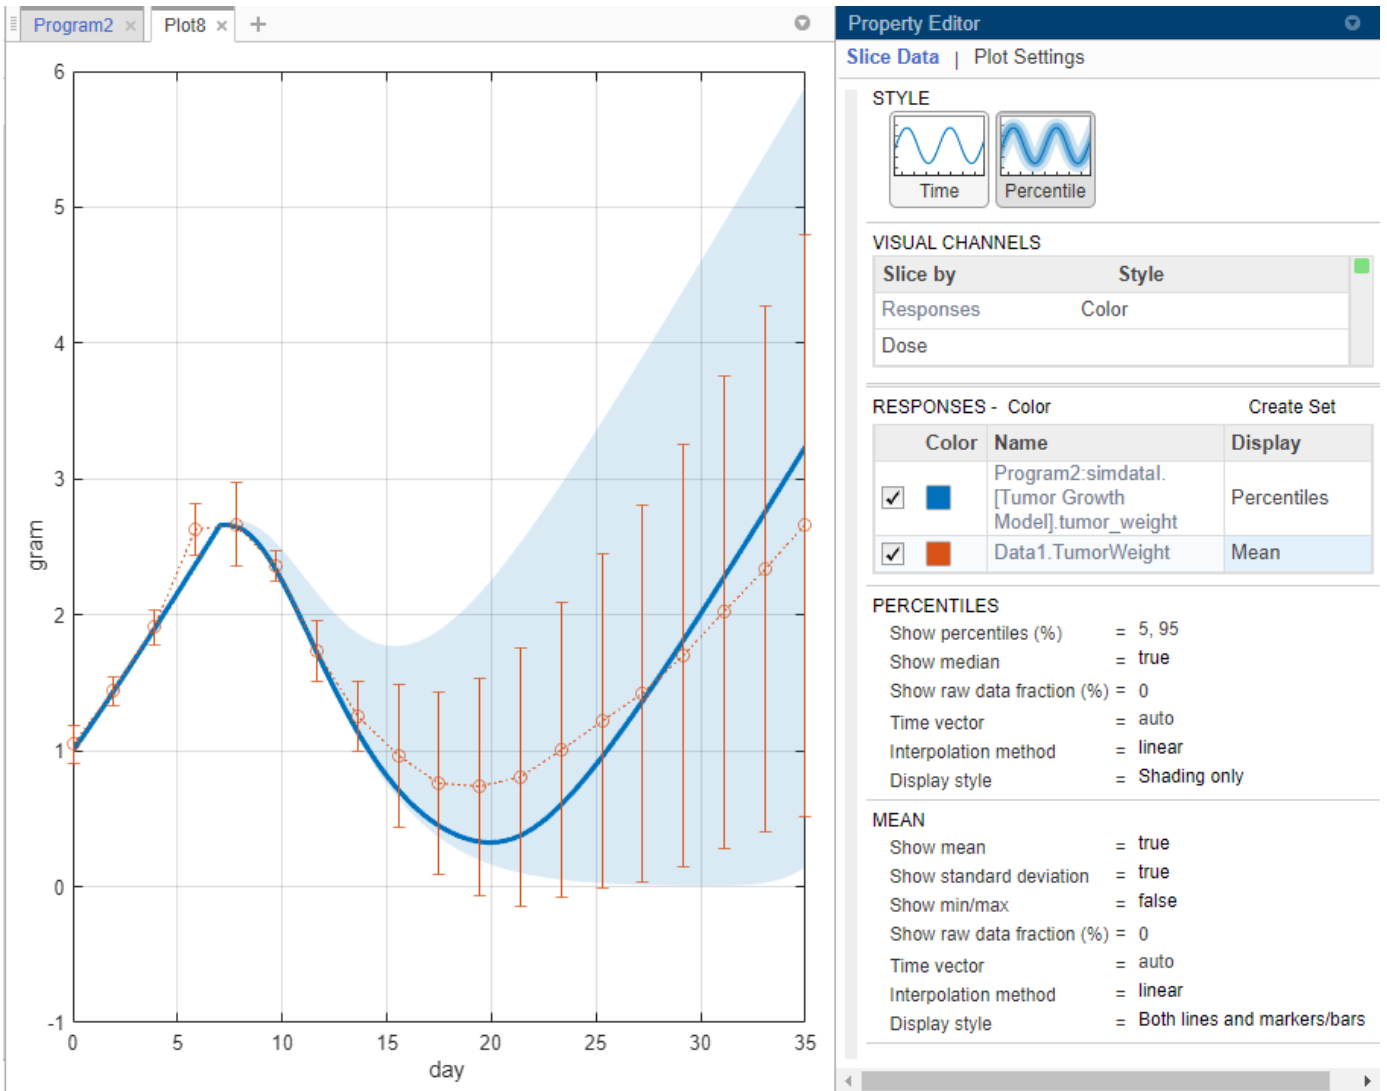 Program2 × Plot8 × +
6
5
4
3
2
1
0
-1
gram
0 5 10 15 20 25 30 35
day
Property Editor
Slice Data | Plot Settings
STYLE
Time Percentile
VISUAL CHANNELS
Slice by Style
Responses Color
Dose
RESPONSES - Color Create Set
Color Name Display
Program2:simdataI.
[Tumor Growth
Model].tumor_weight
Percentiles
Data1.TumorWeight Mean
PERCENTILES
Show percentiles (%) = 5, 95
Show median = true
Show raw data fraction (%) = 0
Time vector = auto
Interpolation method = linear
Display style = Shading only
MEAN
Show mean = true
Show standard deviation = true
Show min/max = false
Show raw data fraction (%) = 0
Time vector = auto
Interpolation method = linear
Display style = Both lines and markers/bars